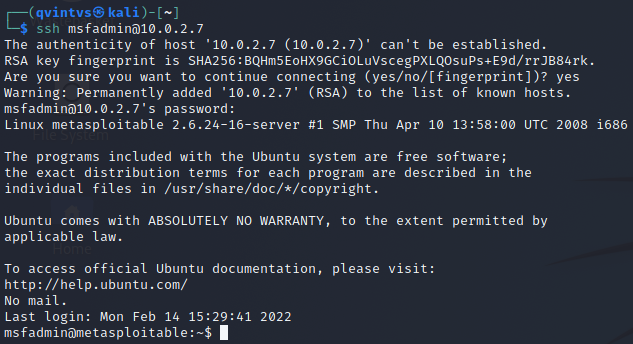 ┌──(qvintvs㉿kali)-[~]
└─$ ssh msfadmin@10.0.2.7
The authenticity of host '10.0.2.7 (10.0.2.7)' can't be established.
RSA key fingerprint is SHA256:BQHm5EoHX9GCiOLuVscegPXLQOsuPs+E9d/rrJB84rk.
Are you sure you want to continue connecting (yes/no/[fingerprint])? yes
Warning: Permanently added '10.0.2.7' (RSA) to the list of known hosts.
msfadmin@10.0.2.7's password:
Linux metasploitable 2.6.24-16-server #1 SMP Thu Apr 10 13:58:00 UTC 2008 i686
The programs included with the Ubuntu system are free software;
the exact distribution terms for each program are described in the
individual files in /usr/share/doc/*/copyright.
Ubuntu comes with ABSOLUTELY NO WARRANTY, to the extent permitted by
applicable law.
To access official Ubuntu documentation, please visit:
http://help.ubuntu.com/
No mail.
Last login: Mon Feb 14 15:29:41 2022
msfadmin@metasploitable:~$